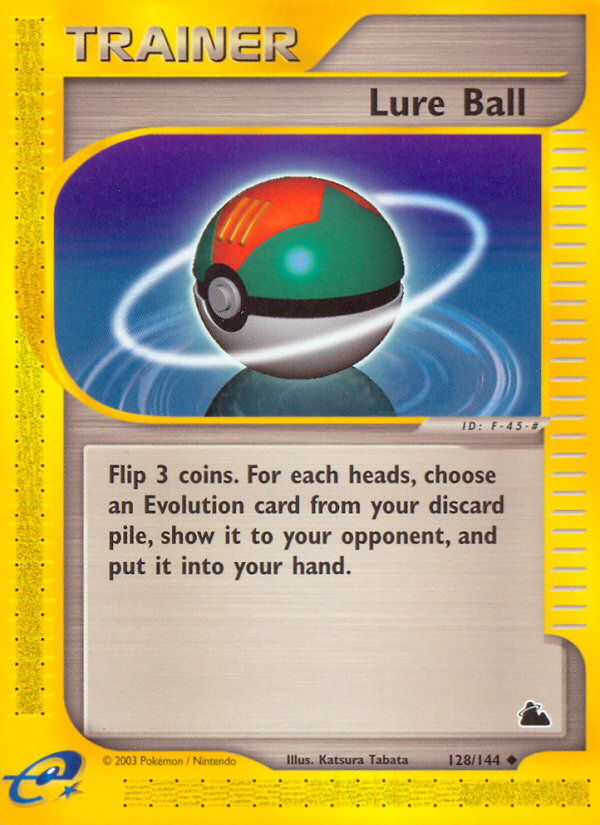 TRAINER
Lure Ball
ID: F-45-#
Flip 3 coins. For each heads, choose
an Evolution card from your discard
pile, show it to your opponent, and
put it into your hand.
© 2003 Pokémon / Nintendo
Illus. Katsura Tabata
128/144 ◆
e